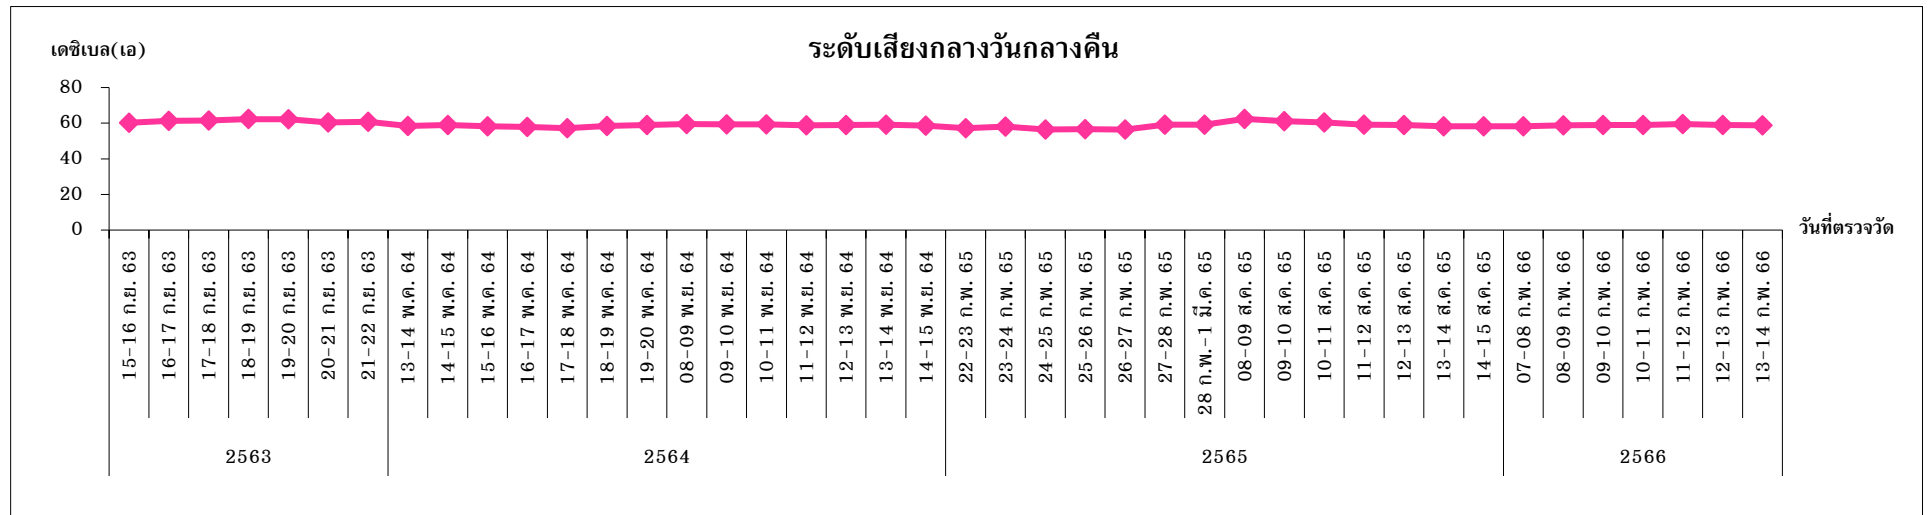 ระดับเสียงกลางวันกลางคืน
เดซิเบล(เอ)
80
60
40
20
0
วันที่ตรวจวัด
15-16 ก.ย. 63
16-17 ก.ย. 63
17-18 ก.ย. 63
18-19 ก.ย. 63
19-20 ก.ย. 63
20-21 ก.ย. 63
21-22 ก.ย. 63
13-14 พ.ค. 64
14-15 พ.ค. 64
15-16 พ.ค. 64
16-17 พ.ค. 64
17-18 พ.ค. 64
18-19 พ.ค. 64
19-20 พ.ค. 64
08-09 พ.ย. 64
09-10 พ.ย. 64
10-11 พ.ย. 64
11-12 พ.ย. 64
12-13 พ.ย. 64
13-14 พ.ย. 64
14-15 พ.ย. 64
22-23 ก.พ. 65
23-24 ก.พ. 65
24-25 ก.พ. 65
25-26 ก.พ. 65
26-27 ก.พ. 65
27-28 ก.พ. 65
28 ก.พ.-1 มี.ค. 65
08-09 ส.ค. 65
09-10 ส.ค. 65
10-11 ส.ค. 65
11-12 ส.ค. 65
12-13 ส.ค. 65
13-14 ส.ค. 65
14-15 ส.ค. 65
07-08 ก.พ. 66
08-09 ก.พ. 66
09-10 ก.พ. 66
10-11 ก.พ. 66
11-12 ก.พ. 66
12-13 ก.พ. 66
13-14 ก.พ. 66
2563
2564
2565
2566